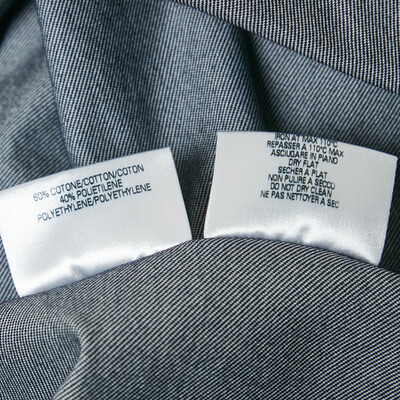 60% COTONE/COTTON/COTON
40% POLIETILENE
POLYETHYLENE/POLYETHYLENE
IRON AT MAX 110°C
REPASSER A 110°C MAX
ASCIUGARE IN PIANO
DRY FLAT
SECHER A PLAT
NON PULIRE A SECCO
DO NOT DRY CLEAN
NE PAS NETTOYER A SEC